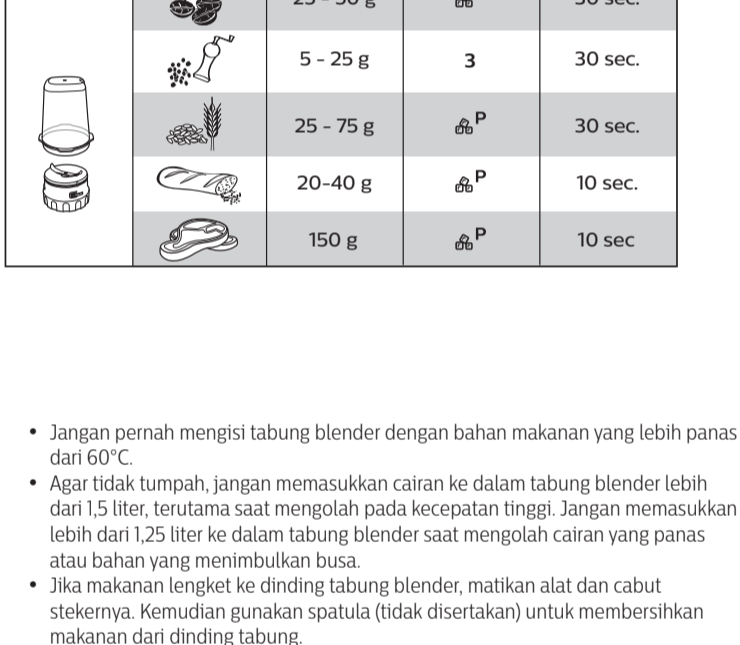 5 - 25 g 3 30 sec.
25 - 75 g P 30 sec.
20-40 g P 10 sec.
150 g P 10 sec
• Jangan pernah mengisi tabung blender dengan bahan makanan yang lebih panas
dari 60°C.
• Agar tidak tumpah, jangan memasukkan cairan ke dalam tabung blender lebih
dari 1,5 liter, terutama saat mengolah pada kecepatan tinggi. Jangan memasukkan
lebih dari 1,25 liter ke dalam tabung blender saat mengolah cairan yang panas
atau bahan yang menimbulkan busa.
• Jika makanan lengket ke dinding tabung blender, matikan alat dan cabut
stekernya. Kemudian gunakan spatula (tidak disertakan) untuk membersihkan
makanan dari dinding tabung.